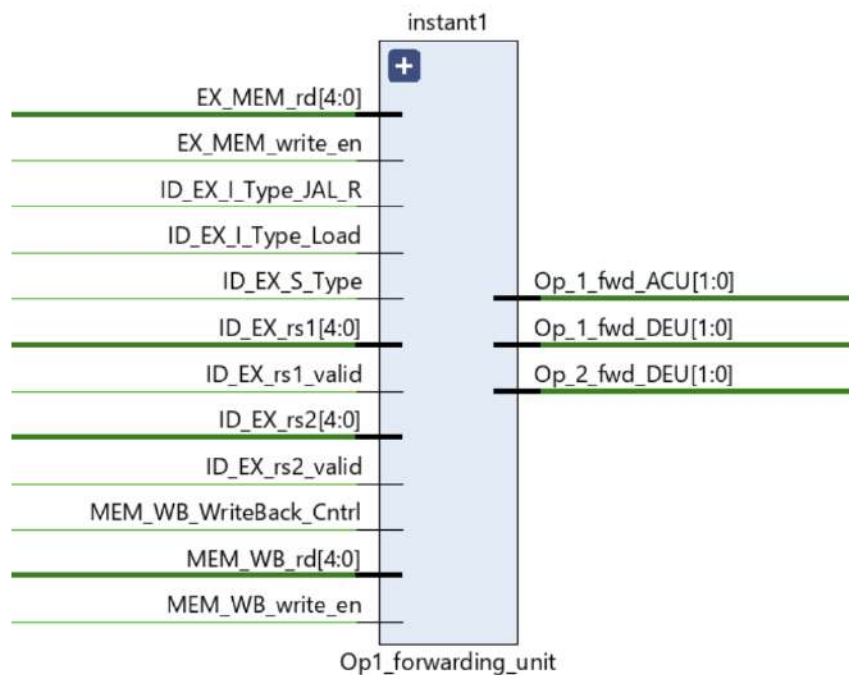 instant1
+
EX_MEM_rd[4:0]
EX_MEM_write_en
ID_EX_I_Type_JAL_R
ID_EX_I_Type_Load
ID_EX_S_Type
Op_1_fwd_ACU[1:0]
ID_EX_rs1[4:0]
Op_1_fwd_DEU[1:0]
ID_EX_rs1_valid
Op_2_fwd_DEU[1:0]
ID_EX_rs2[4:0]
ID_EX_rs2_valid
MEM_WB_WriteBack_Cntrl
MEM_WB_rd[4:0]
MEM_WB_write_en
Op1_forwarding_unit